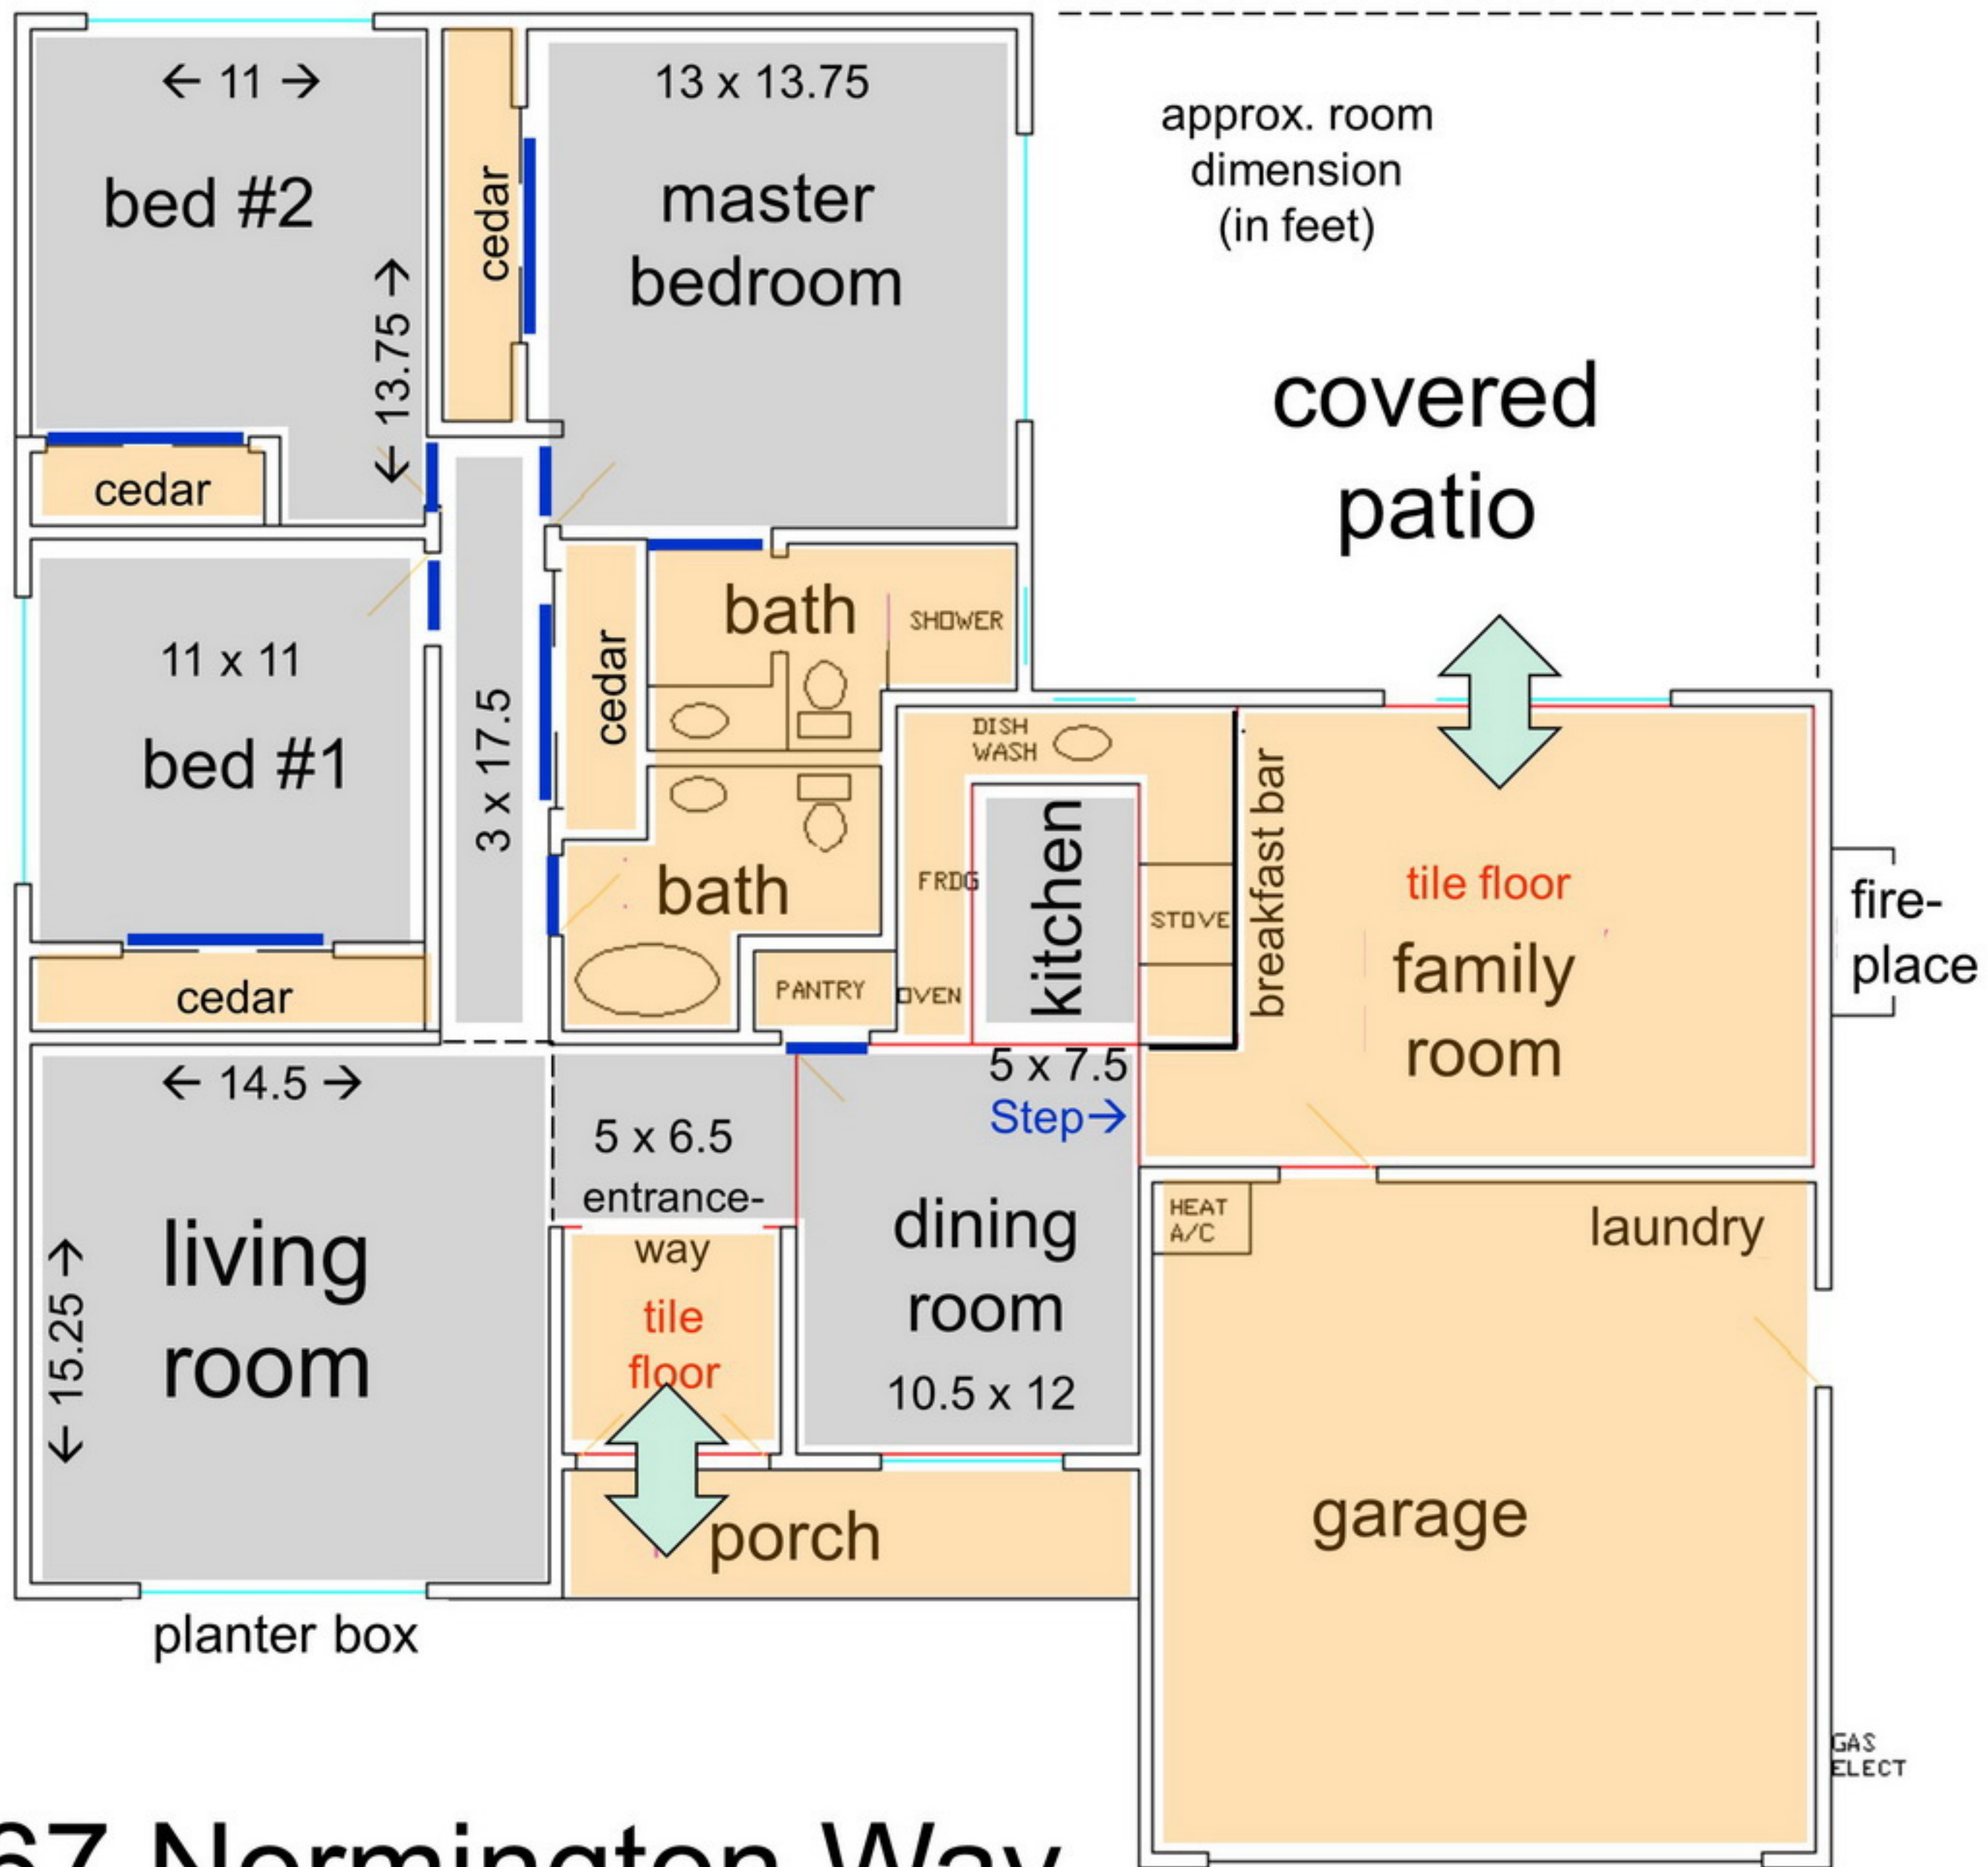 ← 11 →
bed #2
← 13.75 →
cedar
cedar
13 x 13.75
master
bedroom
approx. room
dimension
(in feet)
covered
patio
11 x 11
bed #1
cedar
3 x 17.5
cedar
bath
SHOWER
bath
PANTRY
DISH
WASH
FRDG
OVEN
kitchen
STOVE
breakfast bar
tile floor
family
room
fire-
place
← 14.5 →
living
room
← 15.25 →
5 x 6.5
entrance-
way
tile
floor
5 x 7.5
Step→
dining
room
10.5 x 12
HEAT
A/C
laundry
garage
porch
planter box
GAS
ELECT
67 Normington Way